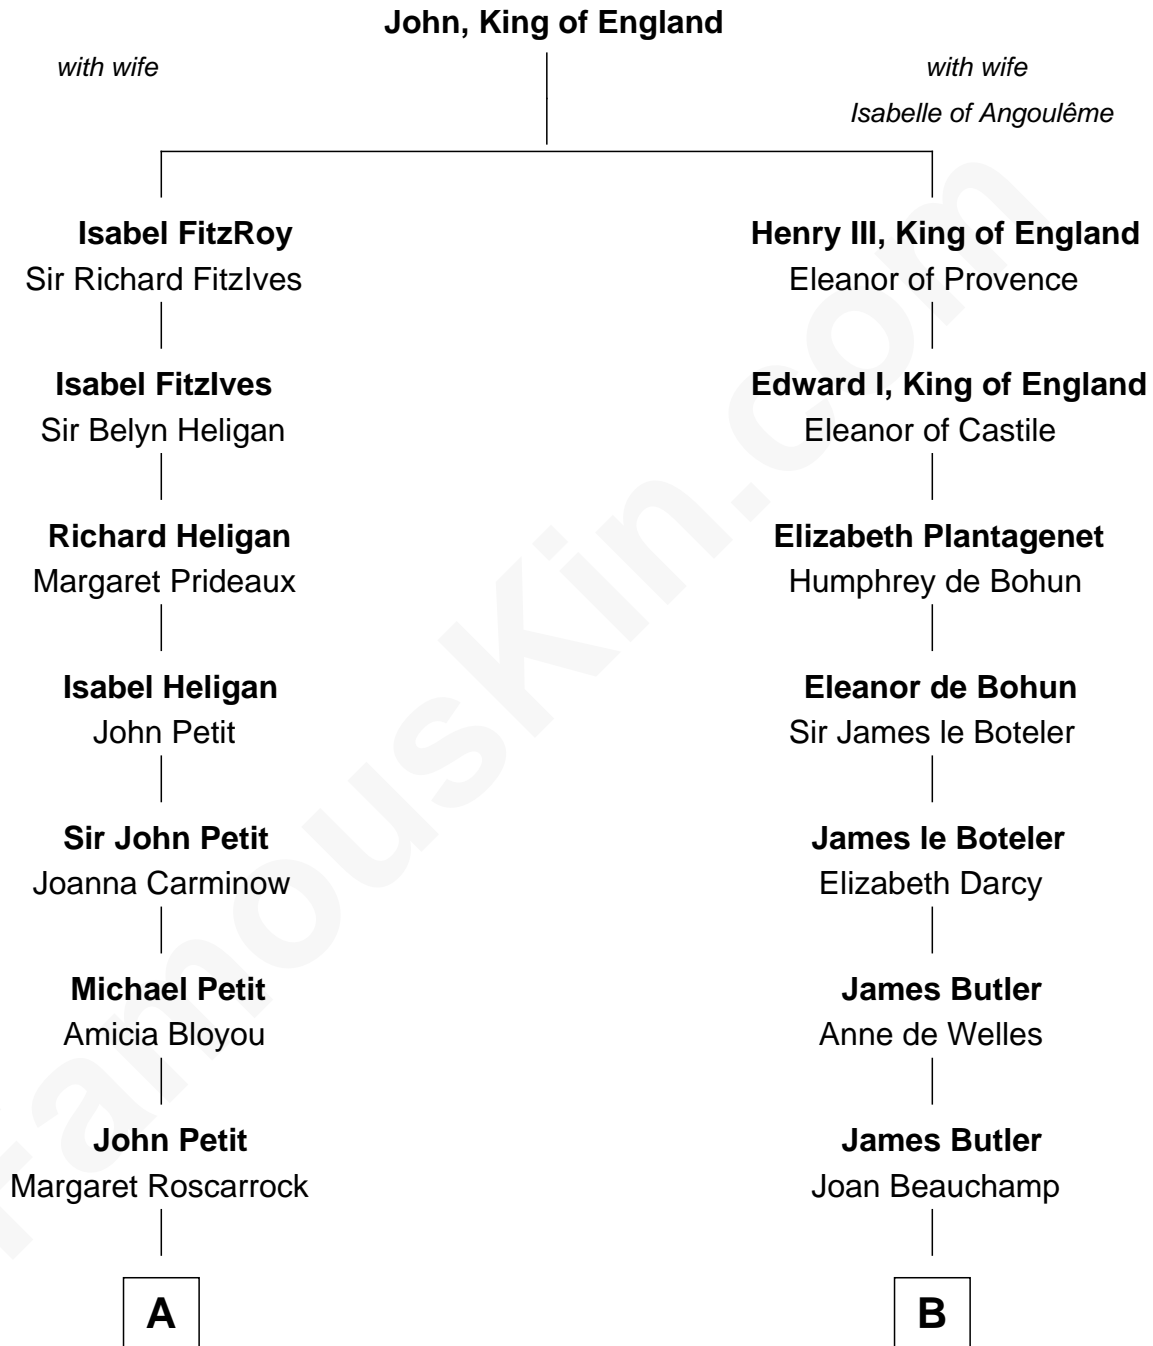 John, King of England
with wife
with wife
Isabelle of Angoulême
Isabel FitzRoy
Sir Richard FitzIves
Henry III, King of England
Eleanor of Provence
Isabel FitzIves
Sir Belyn Heligan
Edward I, King of England
Eleanor of Castile
Richard Heligan
Margaret Prideaux
Elizabeth Plantagenet
Humphrey de Bohun
Isabel Heligan
John Petit
Eleanor de Bohun
Sir James le Boteler
Sir John Petit
Joanna Carminow
James le Boteler
Elizabeth Darcy
Michael Petit
Amicia Bloyou
James Butler
Anne de Welles
John Petit
Margaret Roscarrock
James Butler
Joan Beauchamp
A
B
FamousKin.com